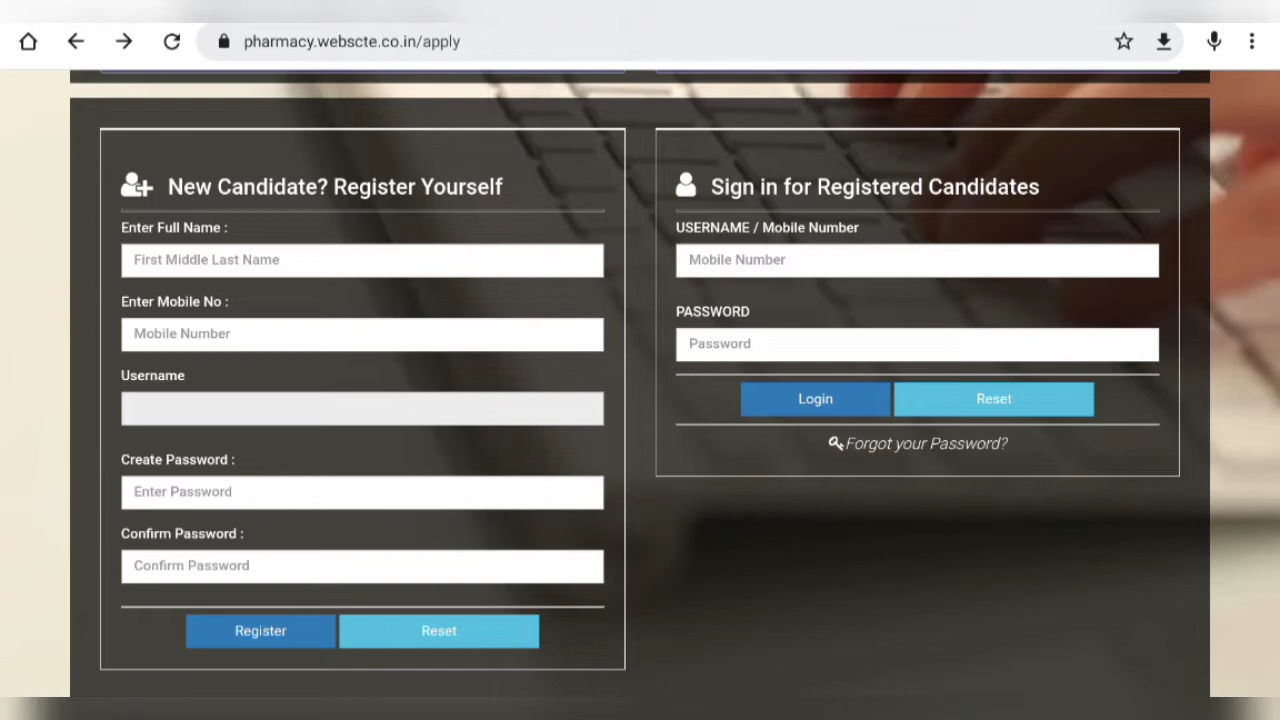 pharmacy.webscte.co.in/apply
New Candidate? Register Yourself
Enter Full Name :
First Middle Last Name
Enter Mobile No :
Mobile Number
Username
Create Password :
Enter Password
Confirm Password :
Confirm Password
Register
Reset
Sign in for Registered Candidates
USERNAME / Mobile Number
Mobile Number
PASSWORD
Password
Login
Reset
Forgot your Password?